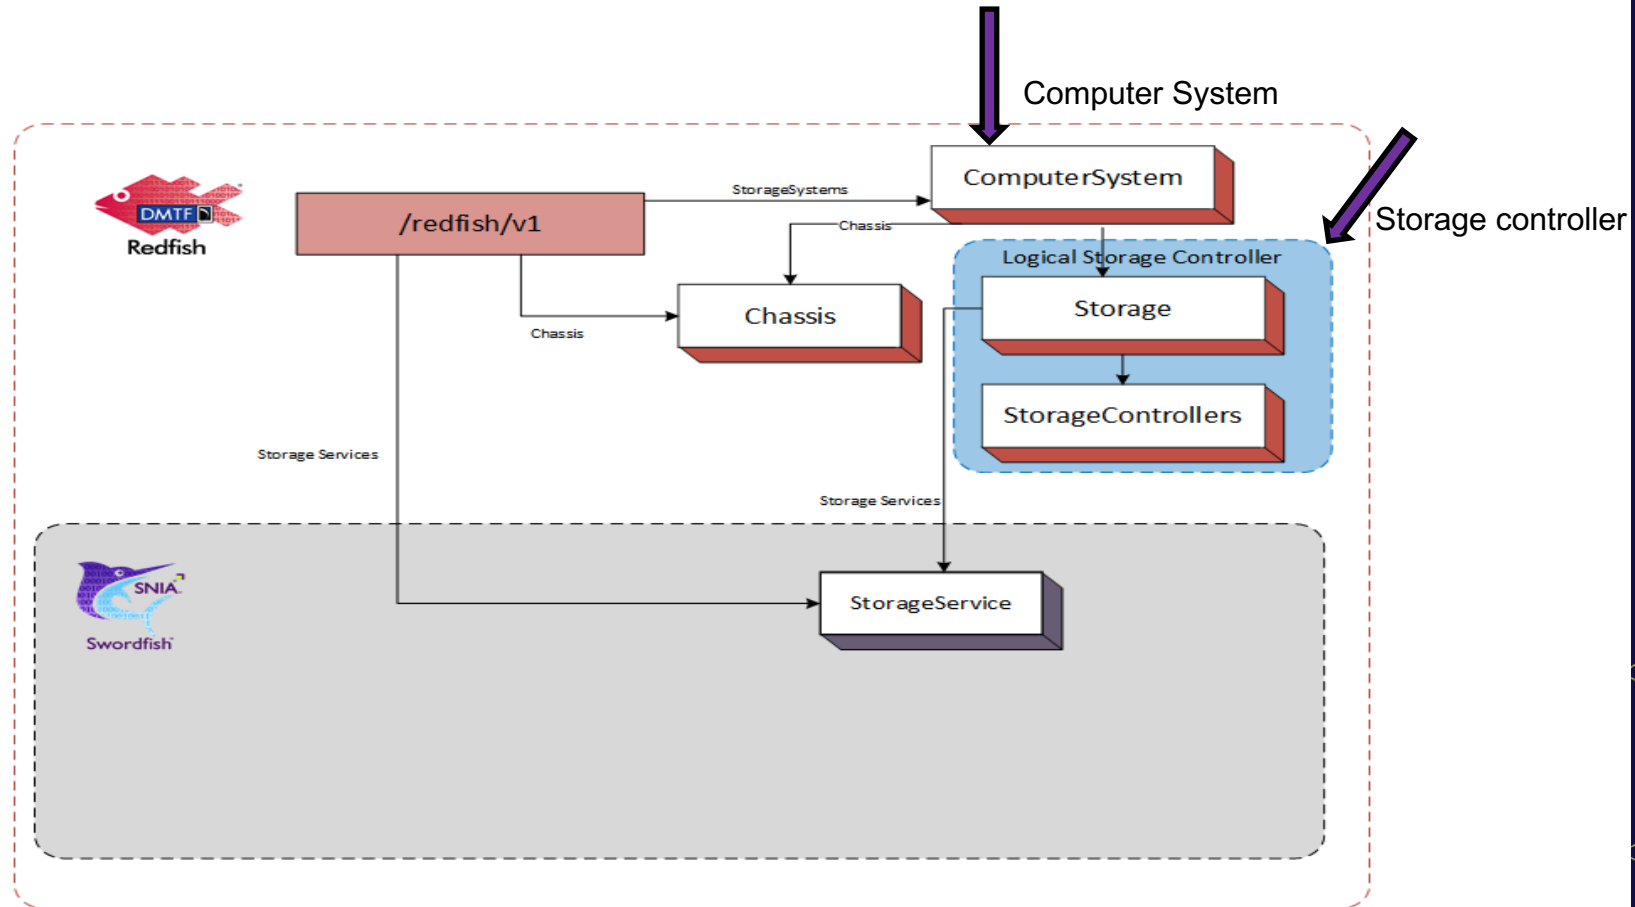 Computer System
Storage controller
DMTF
Redfish
/redfish/v1
StorageSystems
ComputerSystem
Chassis
Logical Storage Controller
Storage
Chassis
Chassis
StorageControllers
Storage Services
Storage Services
SNIA
Swordfish
StorageService